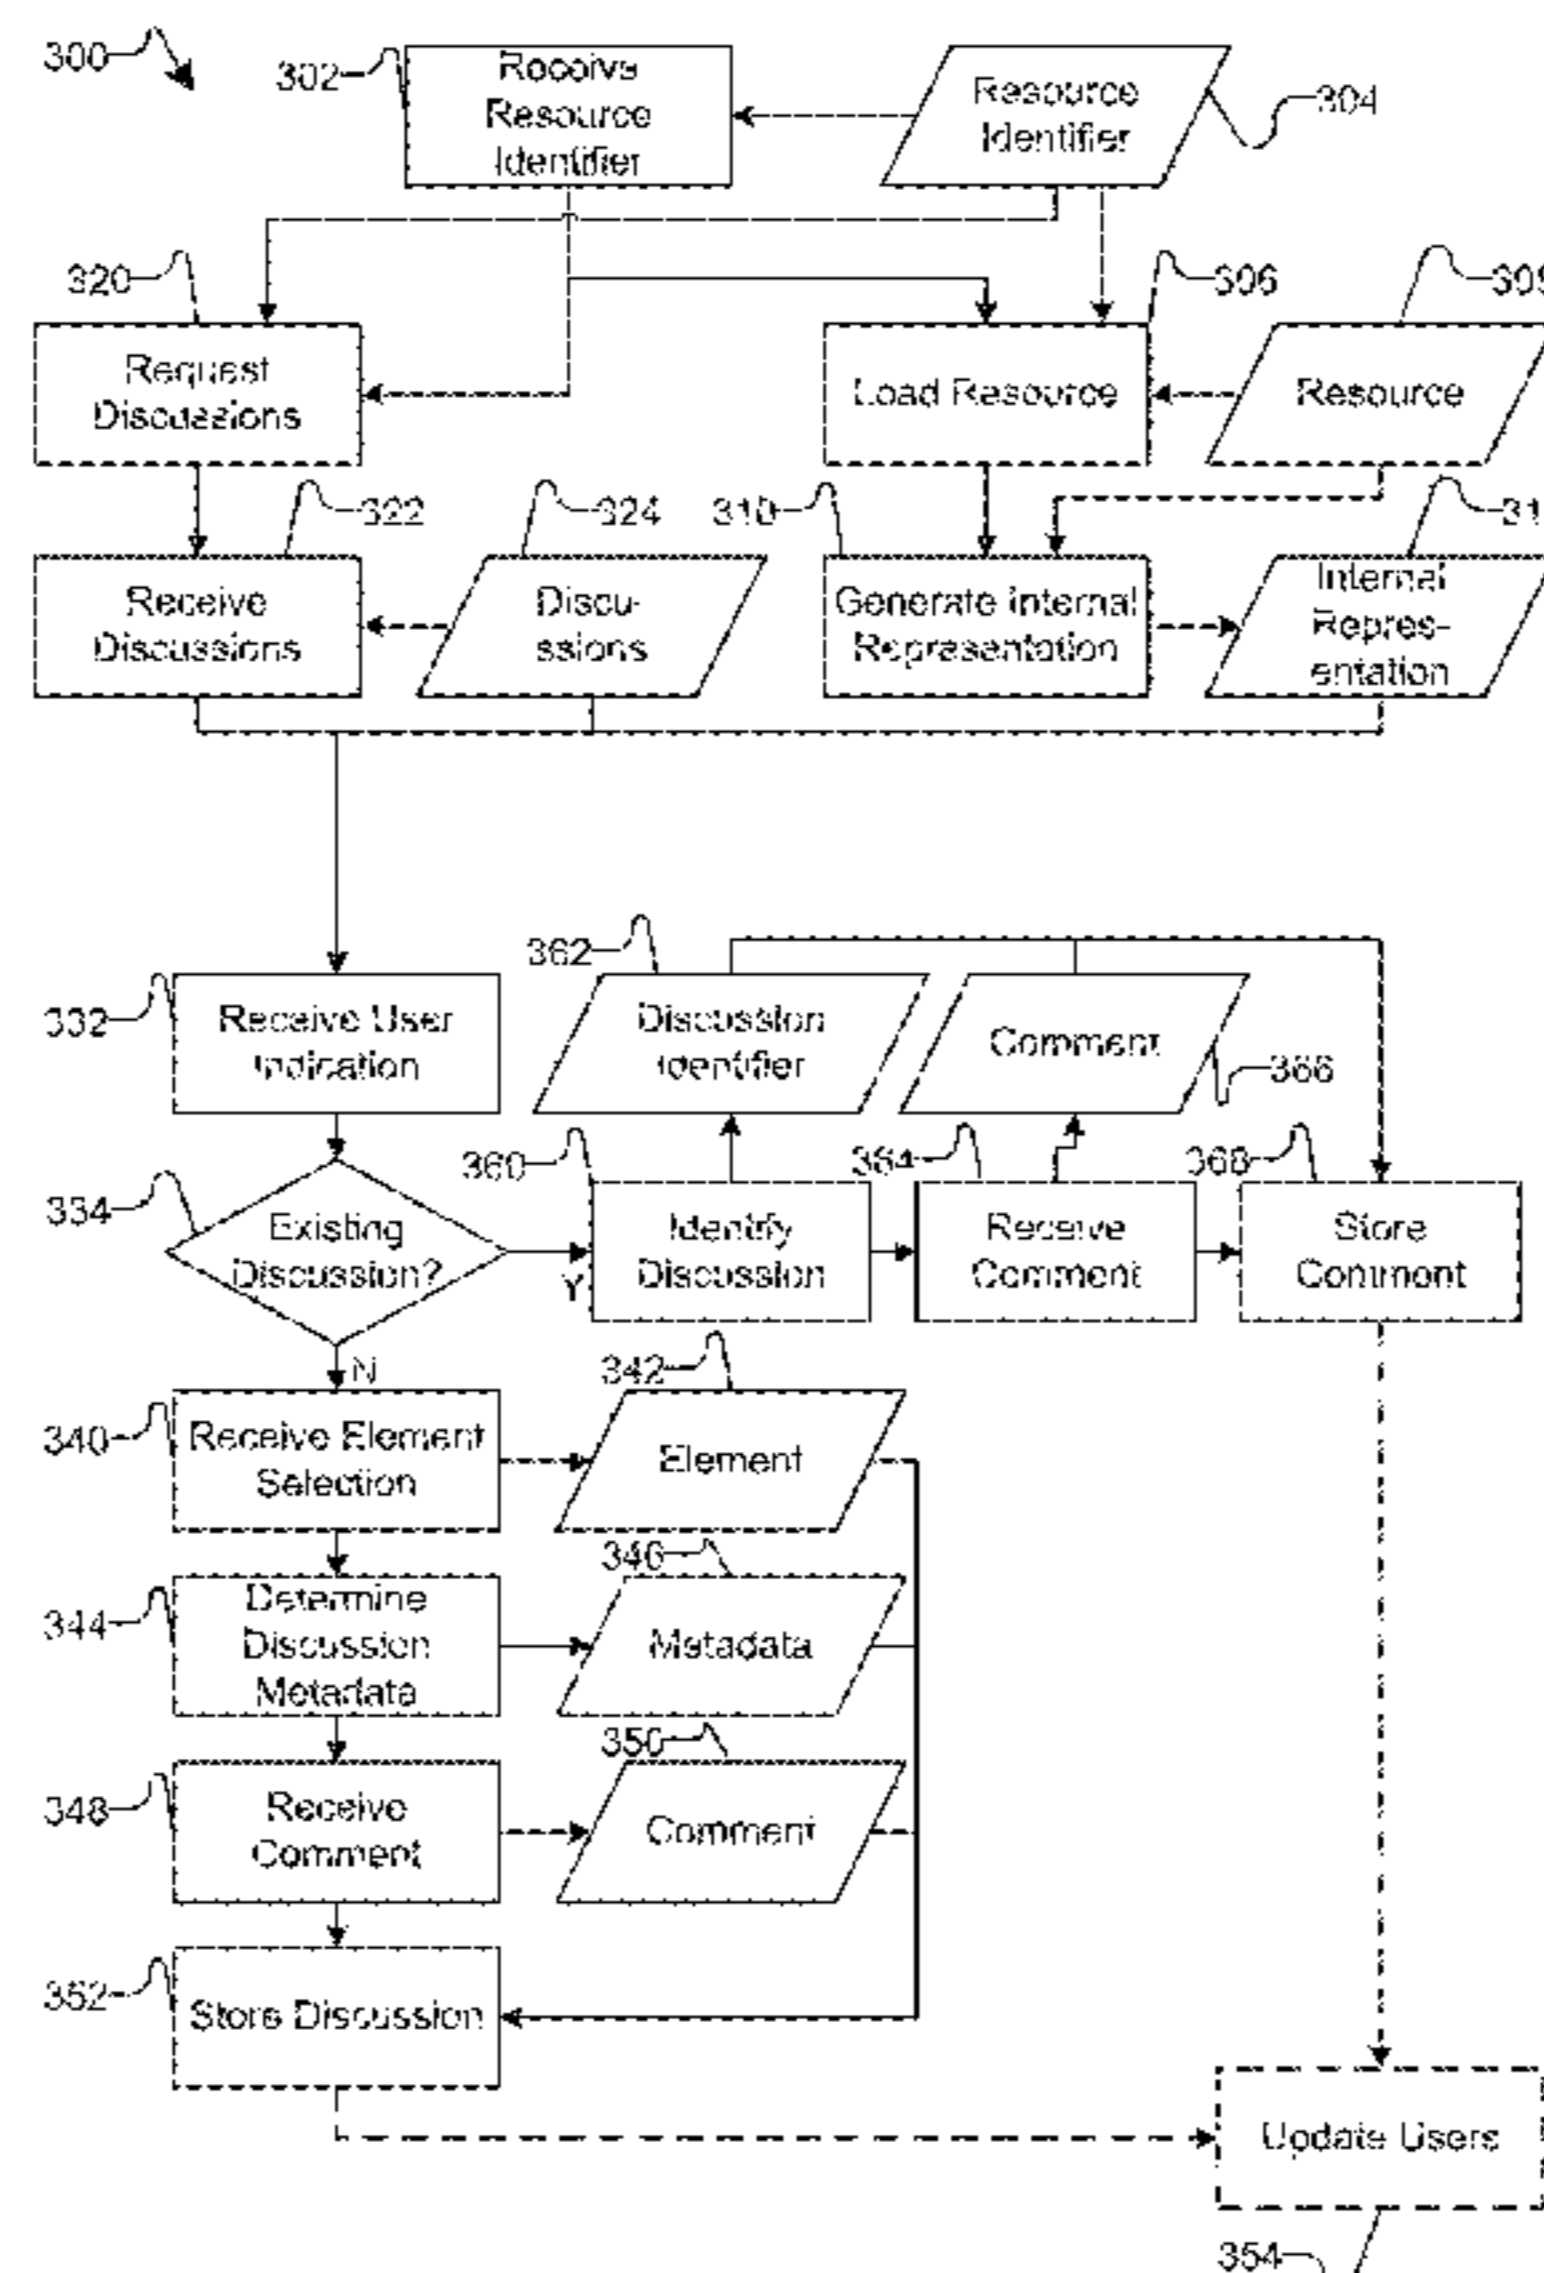 300
302
Receive
Resource
Identifier
Resource
Identifier
304
320
306
Request
Discussions
Load Resource
Resource
322
324
310
Receive
Discussions
Discu-
ssions
Generate Internal
Representation
Internal
Repres-
entation
362
332
Receive User
Indication
Discussion
Identifier
Comment
366
360
364
368
334
Existing
Discussion?
Y
Identify
Discussion
Receive
Comment
Store
Comment
N
342
340
Receive Element
Selection
Element
346
344
Determine
Discussion
Metadata
Metadata
350
348
Receive
Comment
Comment
352
Store Discussion
Update Users
354